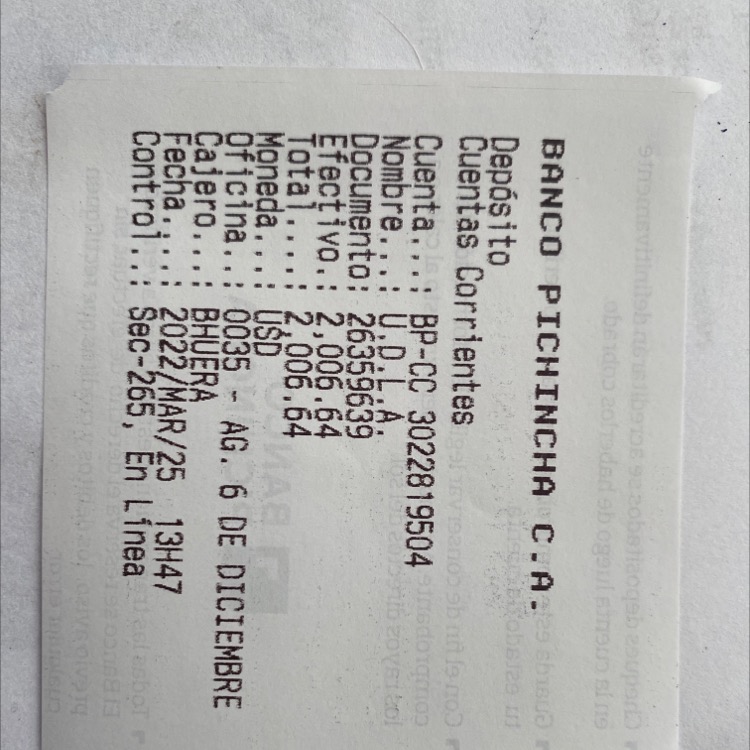 BANCO PICHINCHA C.A.
Depósito
Cuentas Corrientes
Cuenta...: BP-CC 3022819504
Nombre...: U.D.L.A.
Documento: 26359639
Efectivo.: 2,006.64
Total....: 2,006.64
Moneda...: USD
Oficina..: 0035 - AG. 6 DE DICIEMBRE
Cajero...: BHUERA
Fecha....: 2022/MAR/25 13H47
Control..: Sec-265, En Línea